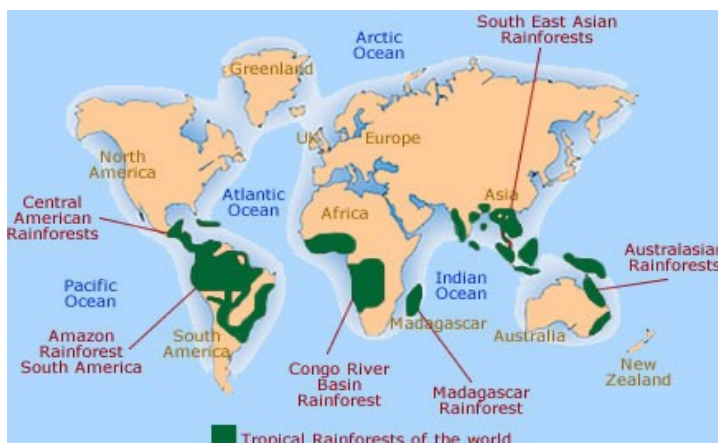 South East Asian
Rainforests
Arctic
Ocean
Greenland
UK
Europe
North
America
Asia
Atlantic
Ocean
Africa
Central
American
Rainforests
Australasian
Rainforests
Pacific
Ocean
Indian
Ocean
Amazon
Rainforest
South America
South
America
Madagascar
Australia
Congo River
Basin
Rainforest
Madagascar
Rainforest
New
Zealand
Tropical Rainforests of the world